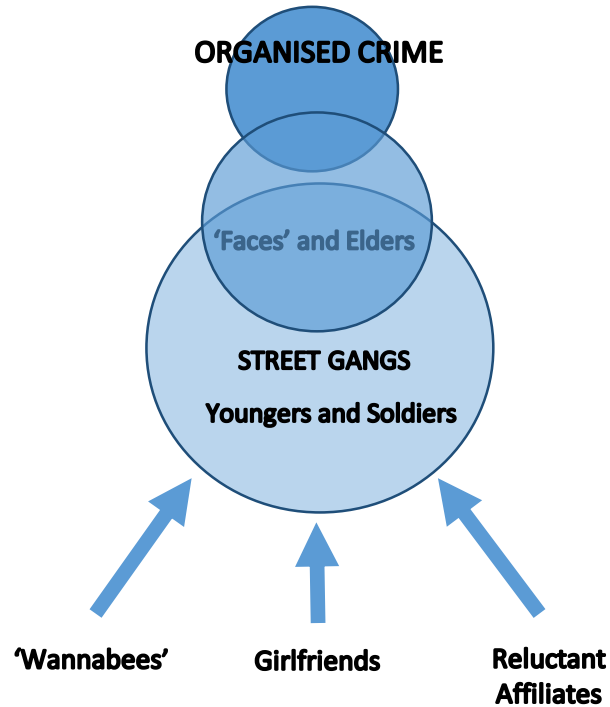 ORGANISED CRIME
‘Faces’ and Elders
STREET GANGS
Youngers and Soldiers
‘Wannabees’
Girlfriends
Reluctant
Affiliates